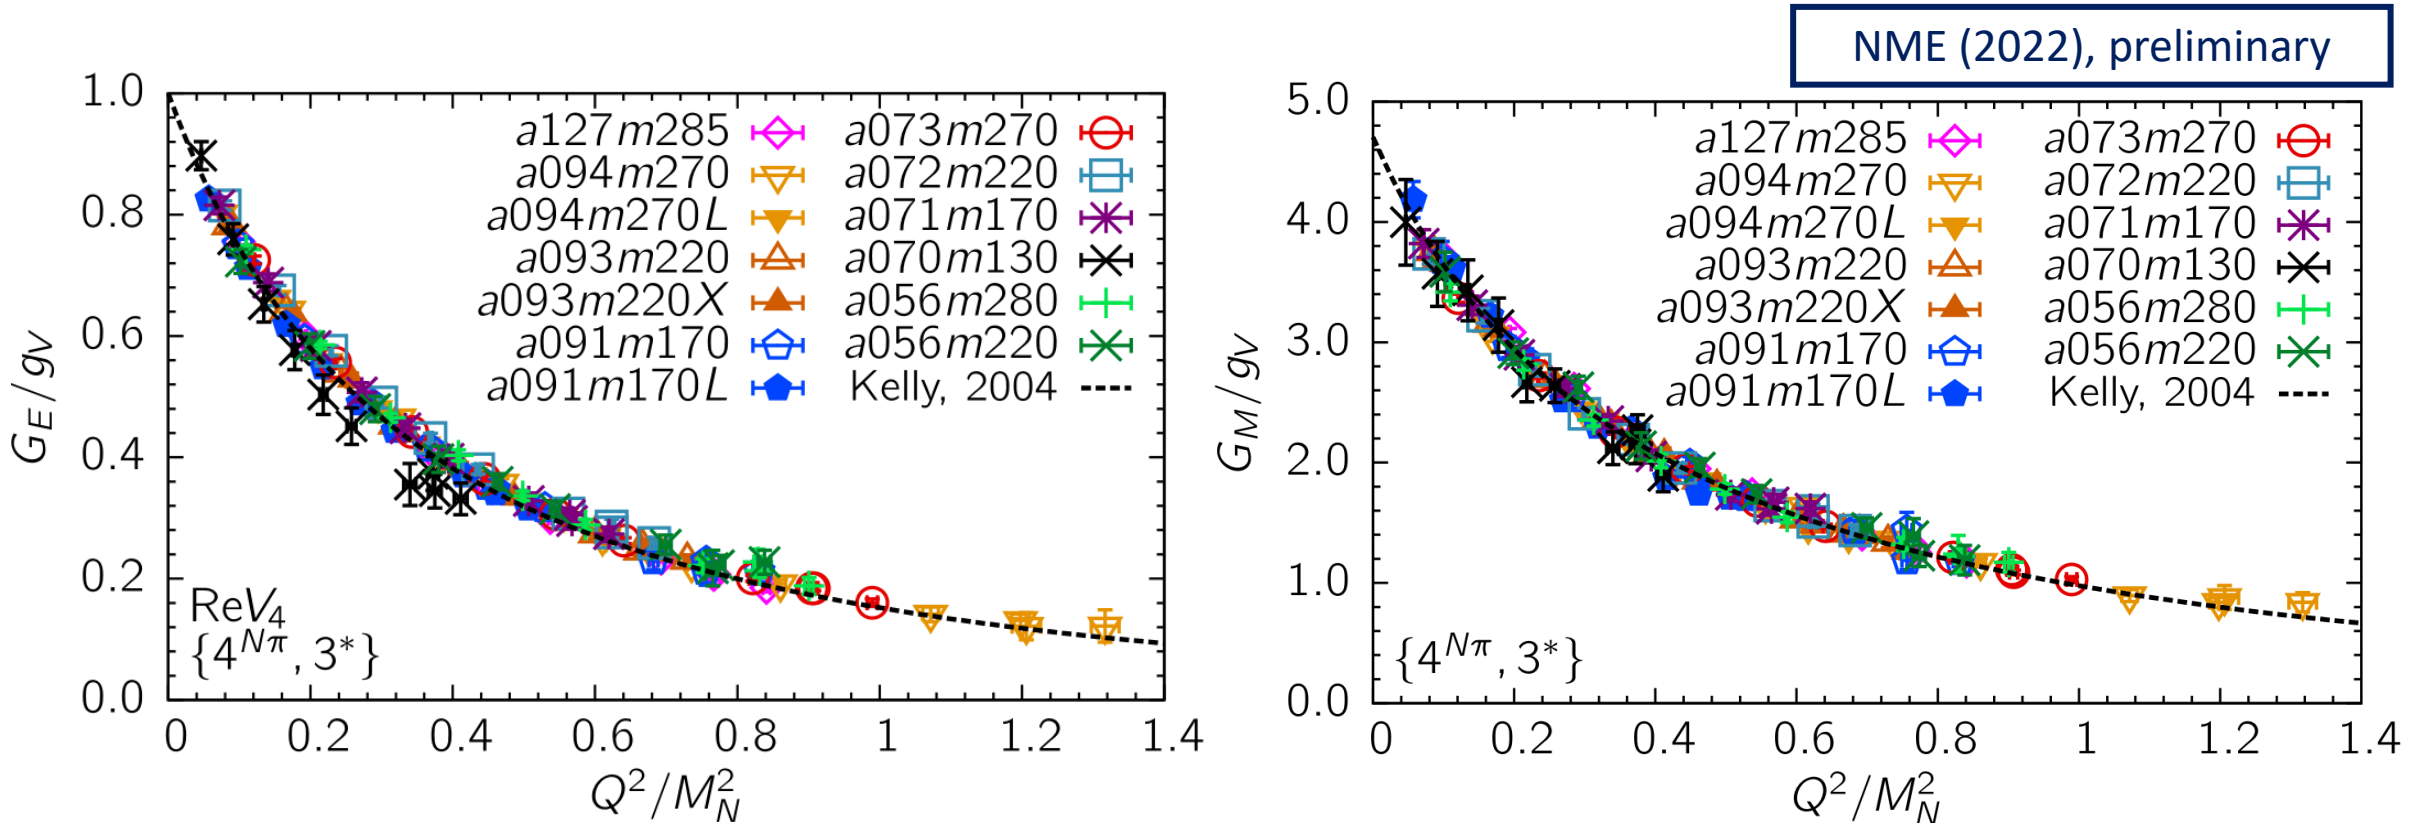 NME (2022), preliminary
1.0
0.8
0.6
0.4
0.2
0.0
G_E/g_V
a127m285
a094m270
a094m270L
a093m220
a093m220X
a091m170
a091m170L
a073m270
a072m220
a071m170
a070m130
a056m280
a056m220
Kelly, 2004
ReV_4
{4^{Nπ}, 3*}
0 0.2 0.4 0.6 0.8 1 1.2 1.4
Q^2/M_N^2
5.0
4.0
3.0
2.0
1.0
0.0
G_M/g_V
a127m285
a094m270
a094m270L
a093m220
a093m220X
a091m170
a091m170L
a073m270
a072m220
a071m170
a070m130
a056m280
a056m220
Kelly, 2004
{4^{Nπ}, 3*}
0 0.2 0.4 0.6 0.8 1 1.2 1.4
Q^2/M_N^2